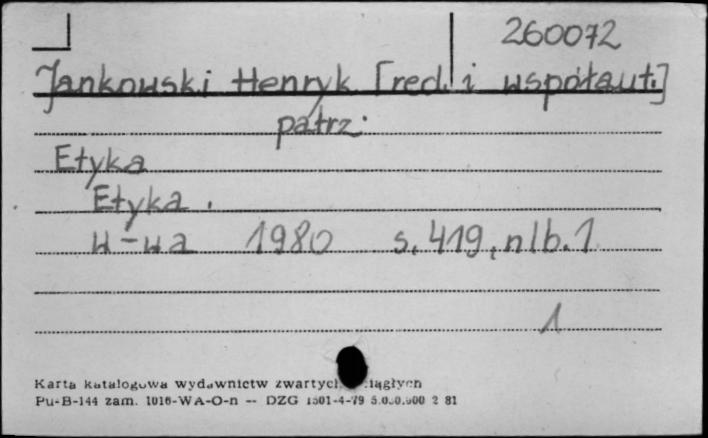 260072
Jankowski Henryk [red. i współaut.]
patrz:
Etyka
Etyka.
W-wa 1980 s. 419, nlb. 1
1
Karta katalogowa wydawnictw zwartych ciągłych
Pu-B-144 zam. 1016-WA-O-n -- DZG 1501-4-79 5.000.000 2 81